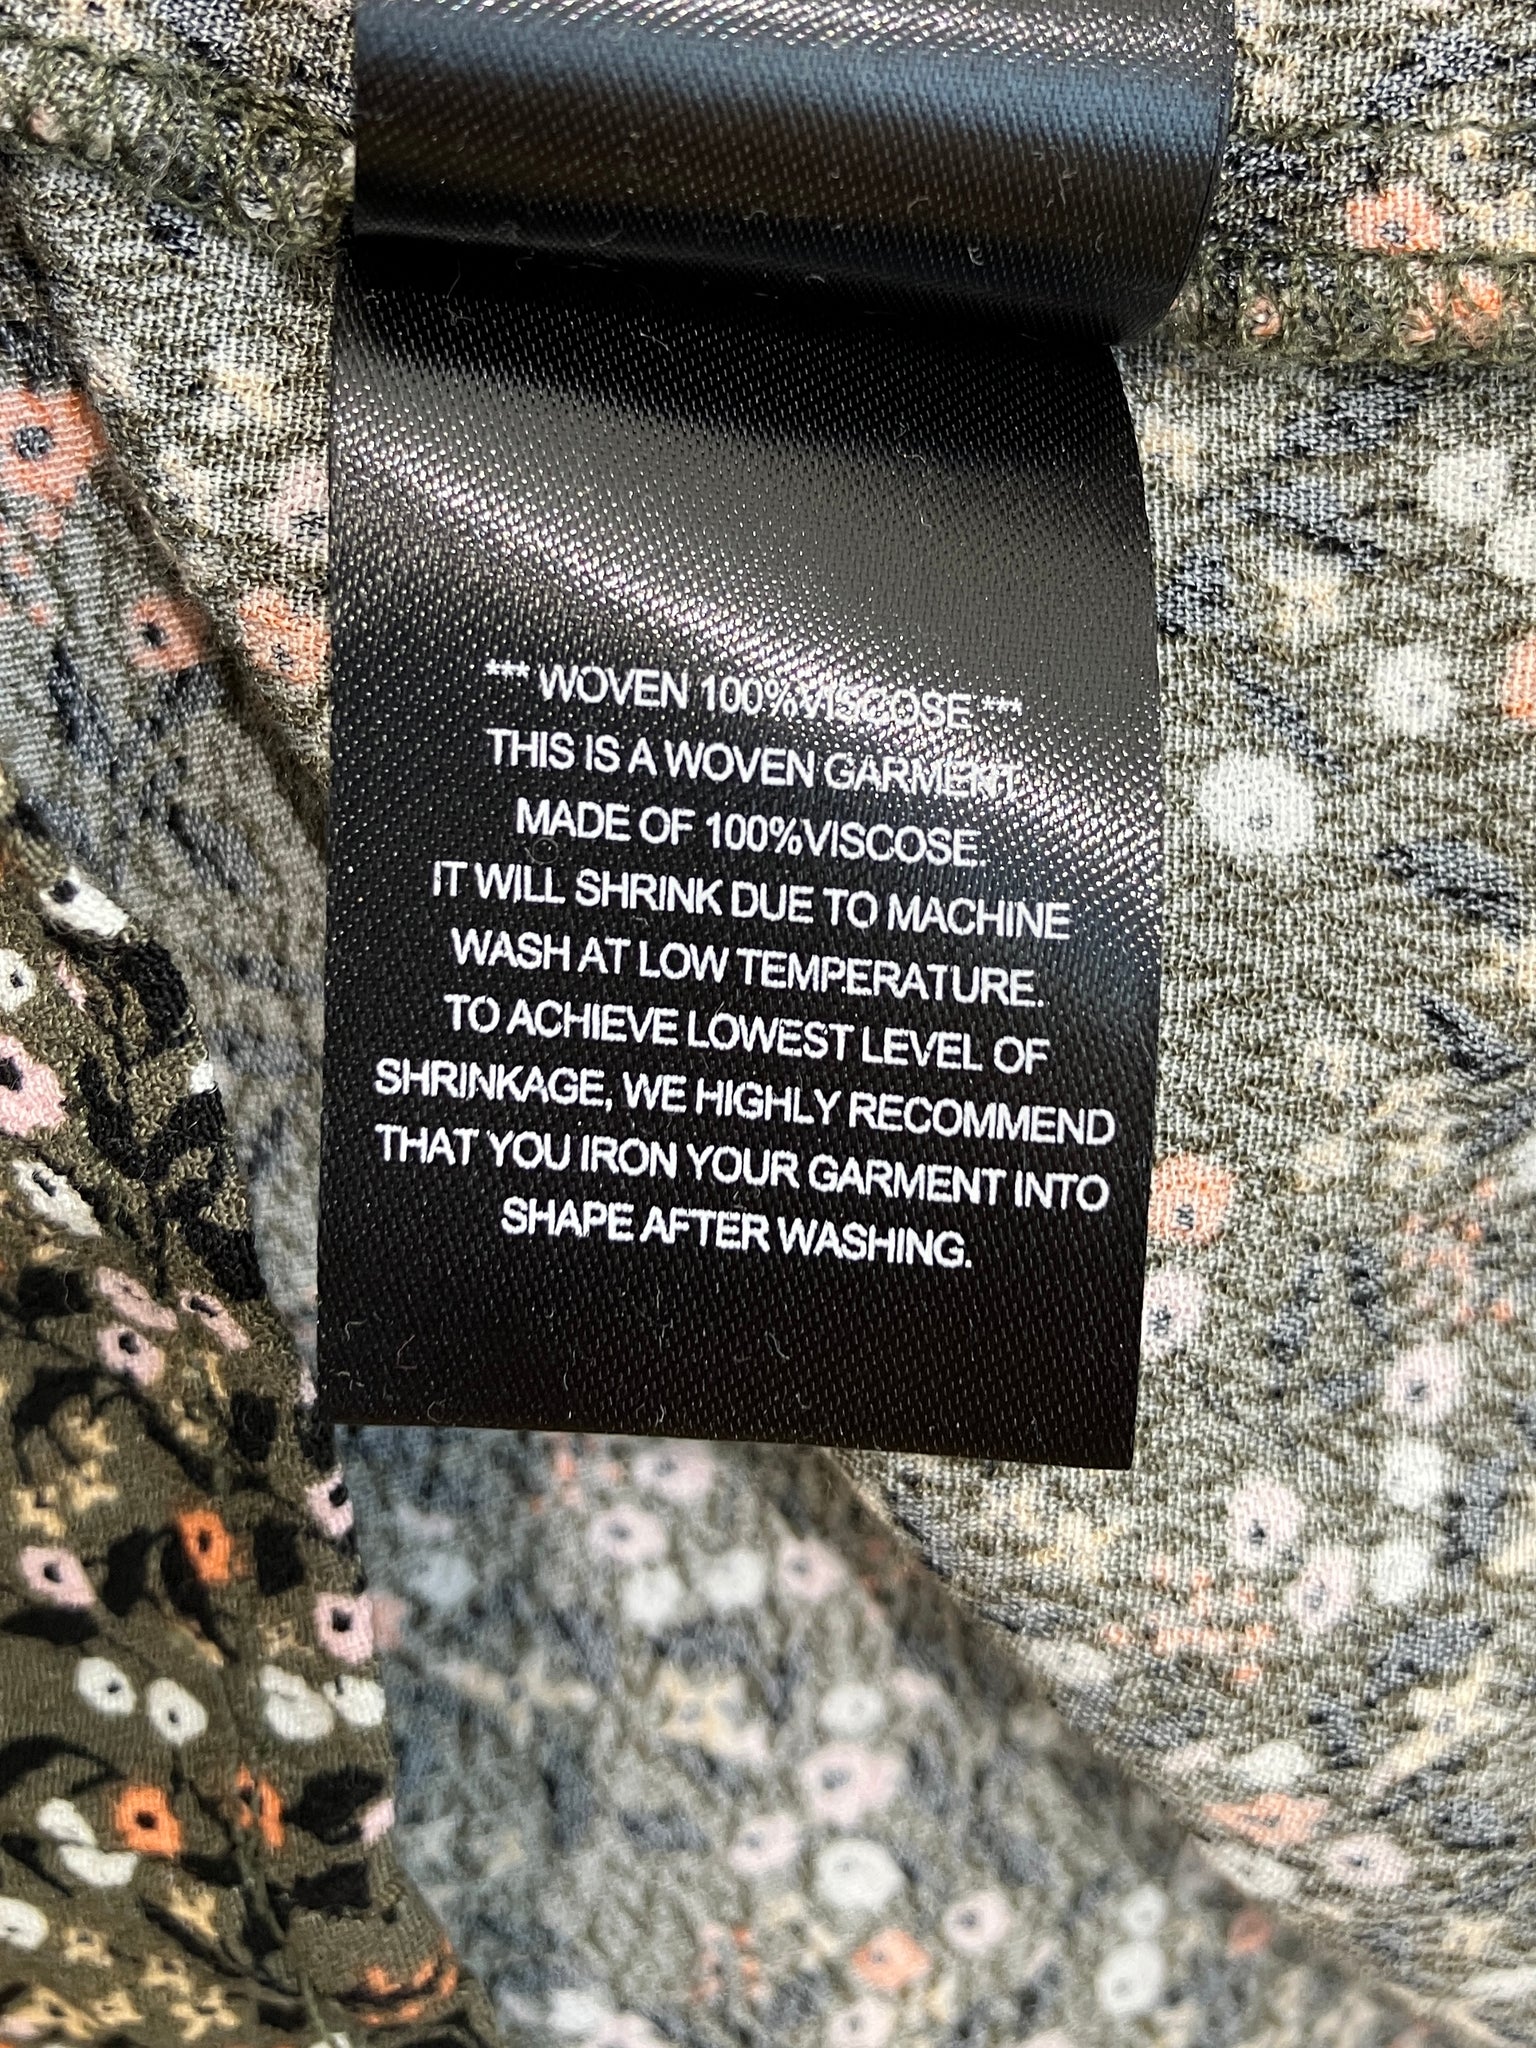 *** WOVEN 100%VISCOSE ***
THIS IS A WOVEN GARMENT
MADE OF 100%VISCOSE.
IT WILL SHRINK DUE TO MACHINE
WASH AT LOW TEMPERATURE.
TO ACHIEVE LOWEST LEVEL OF
SHRINKAGE, WE HIGHLY RECOMMEND
THAT YOU IRON YOUR GARMENT INTO
SHAPE AFTER WASHING.